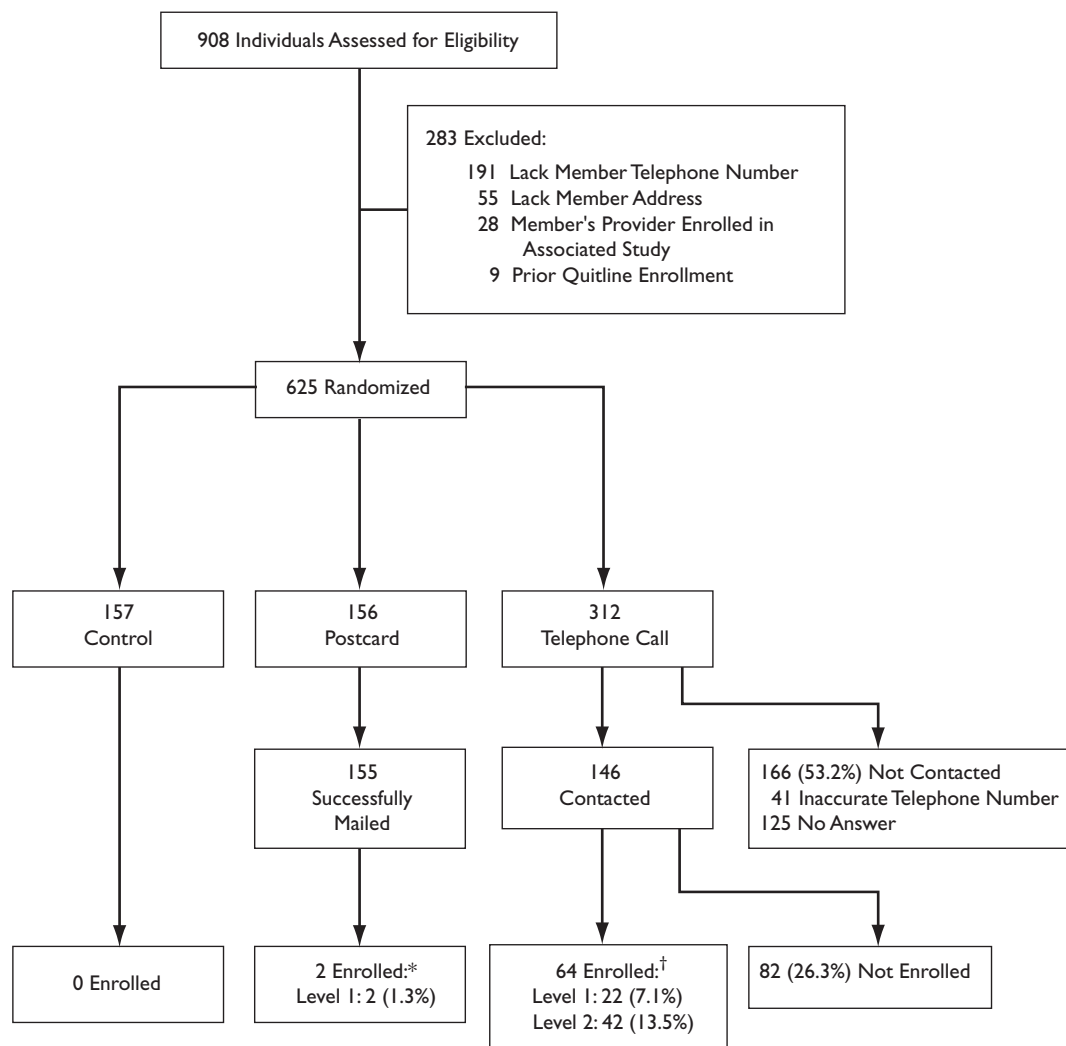 908 Individuals Assessed for Eligibility
283 Excluded:
191 Lack Member Telephone Number
55 Lack Member Address
28 Member's Provider Enrolled in
Associated Study
9 Prior Quitline Enrollment
625 Randomized
157
Control
156
Postcard
312
Telephone Call
155
Successfully
Mailed
146
Contacted
166 (53.2%) Not Contacted
41 Inaccurate Telephone Number
125 No Answer
0 Enrolled
2 Enrolled:*
Level 1: 2 (1.3%)
64 Enrolled:†
Level 1: 22 (7.1%)
Level 2: 42 (13.5%)
82 (26.3%) Not Enrolled